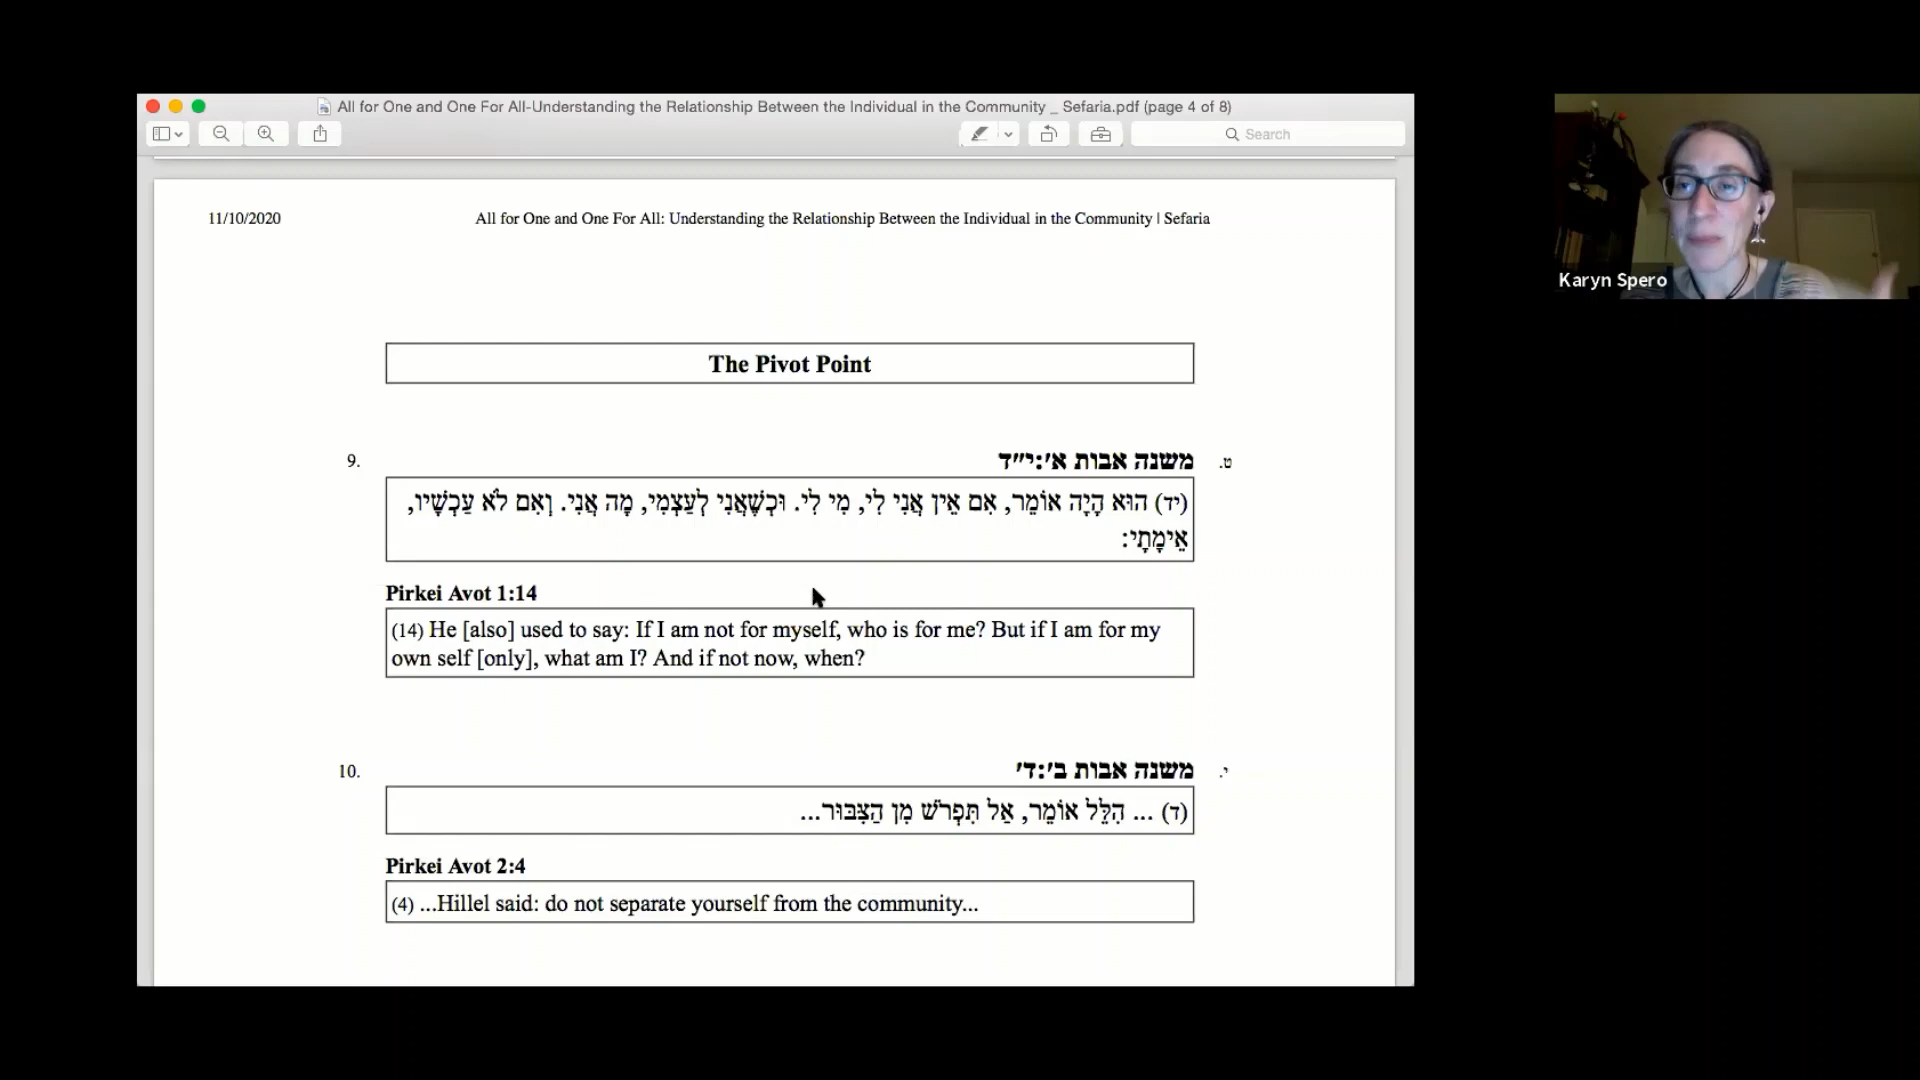 All for One and One For All-Understanding the Relationship Between the Individual in the Community _ Sefaria.pdf (page 4 of 8)
Search
11/10/2020
All for One and One For All: Understanding the Relationship Between the Individual in the Community | Sefaria
The Pivot Point
9.
משנה אבות א׳:י״ד
ט.
(יד) הוּא הָיָה אוֹמֵר, אִם אֵין אֲנִי לִי, מִי לִי. וּכְשֶׁאֲנִי לְעַצְמִי, מָה אֲנִי. וְאִם לֹא עַכְשָׁיו,
אֵימָתָי:
Pirkei Avot 1:14
(14) He [also] used to say: If I am not for myself, who is for me? But if I am for my
own self [only], what am I? And if not now, when?
10.
משנה אבות ב׳:ד׳
י.
(ד) ... הִלֵּל אוֹמֵר, אַל תִּפְרֹשׁ מִן הַצִּבּוּר...
Pirkei Avot 2:4
(4) ...Hillel said: do not separate yourself from the community...
Karyn Spero